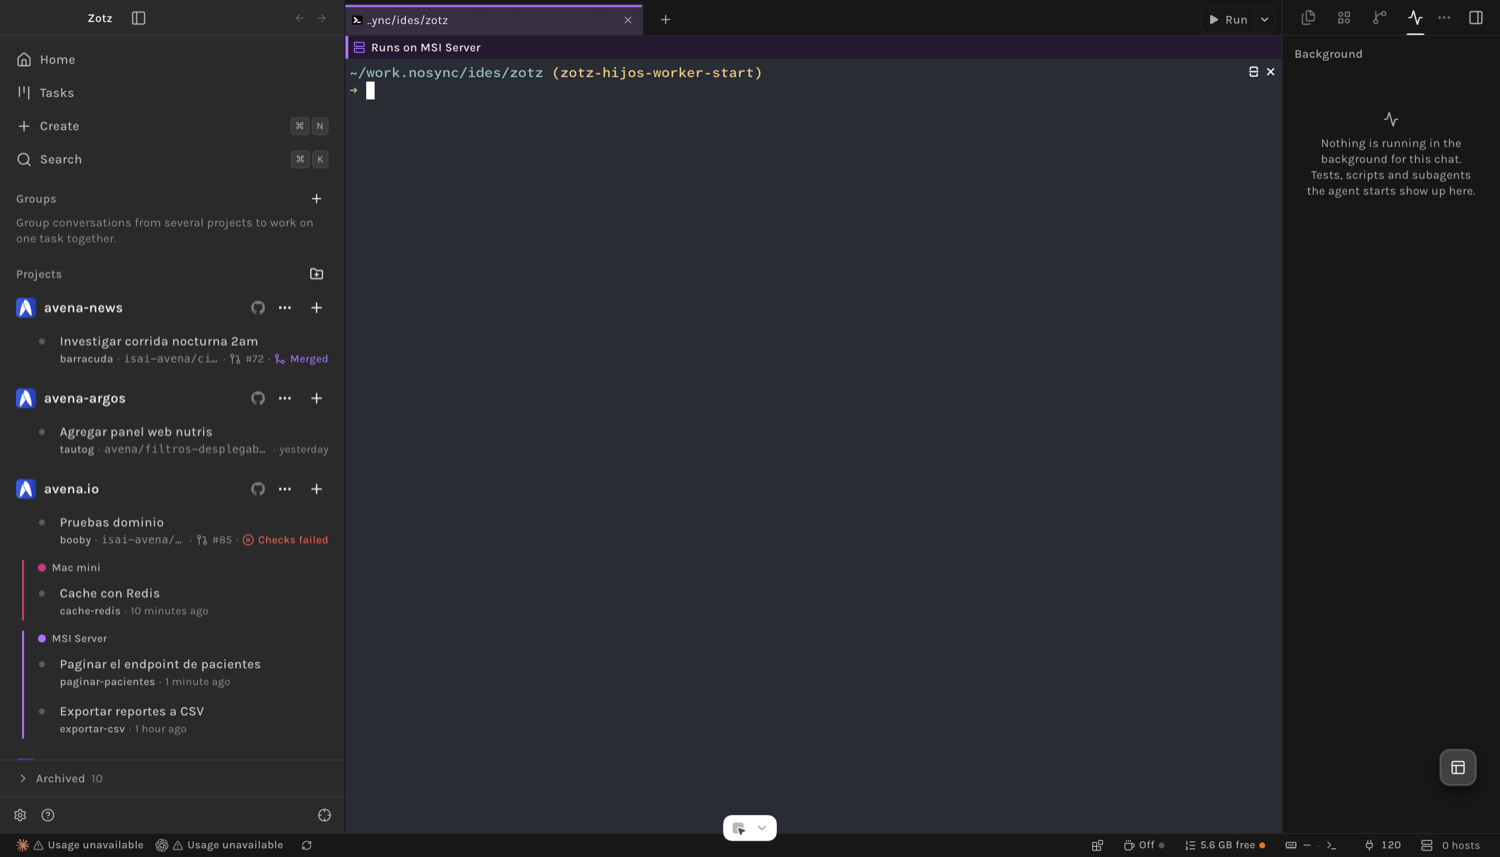 Zotz
Home
Tasks
Create ⌘ N
Search ⌘ K
Groups
Group conversations from several projects to work on
one task together.
Projects
avena-news
Investigar corrida nocturna 2am
barracuda · isai-avena/ci… · #72 · Merged
avena-argos
Agregar panel web nutris
tautog · avena/filtros-desplegab… · yesterday
avena.io
Pruebas dominio
booby · isai-avena/… · #85 · Checks failed
Mac mini
Cache con Redis
cache-redis · 10 minutes ago
MSI Server
Paginar el endpoint de pacientes
paginar-pacientes · 1 minute ago
Exportar reportes a CSV
exportar-csv · 1 hour ago
Archived 10
..ync/ides/zotz
Run
Runs on MSI Server
~/work.nosync/ides/zotz (zotz-hijos-worker-start)
→
Background
Nothing is running in the
background for this chat.
Tests, scripts and subagents
the agent starts show up here.
Usage unavailable Usage unavailable Off 5.6 GB free — · 120 0 hosts